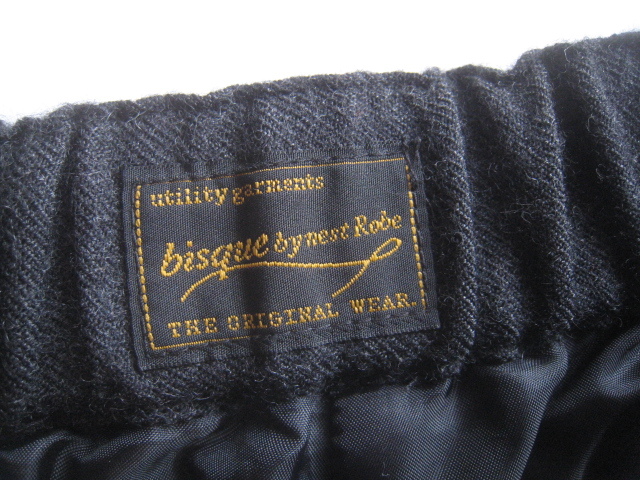 utility garments
bisque by nest Robe
THE ORIGINAL WEAR.